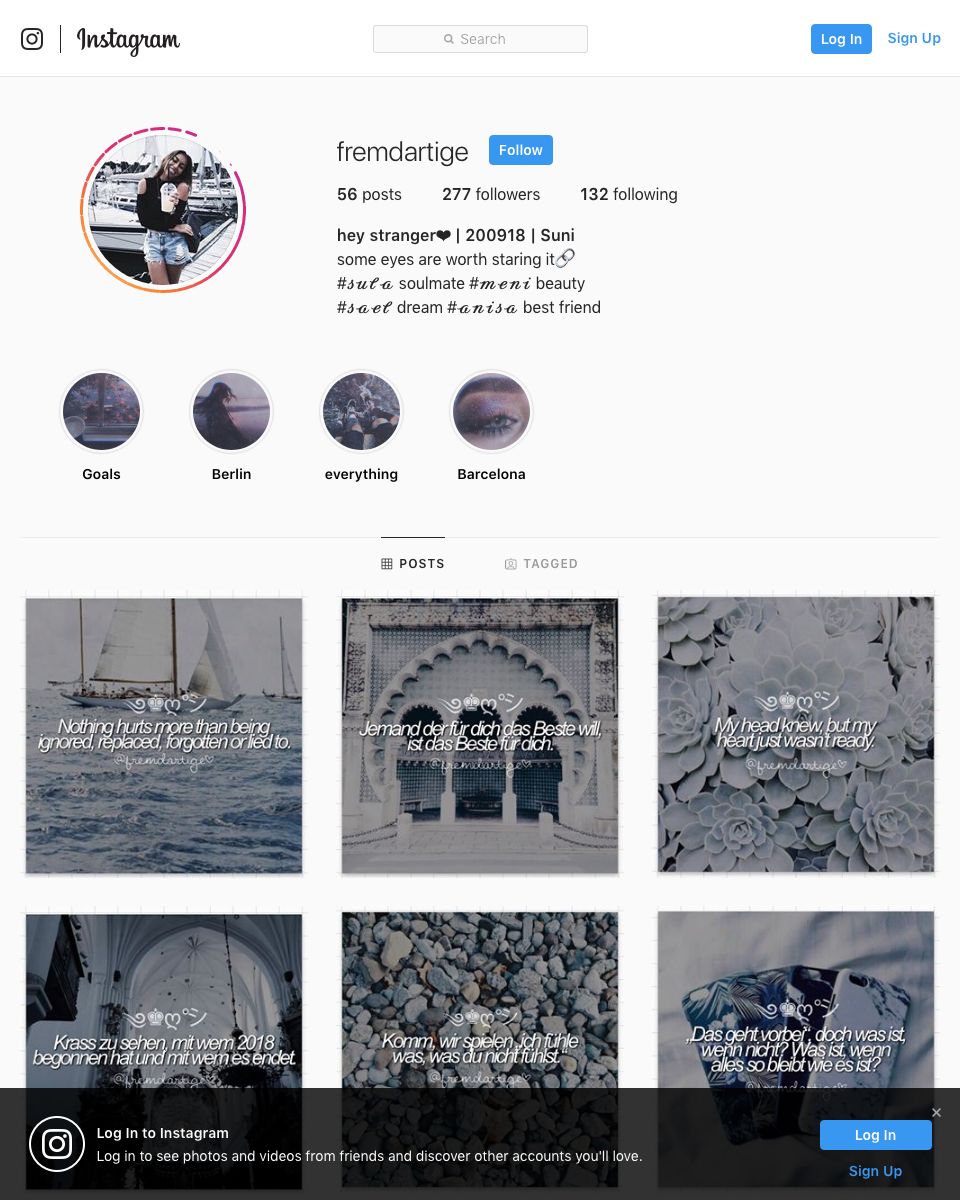 Instagram
Search
Log In
Sign Up
fremdartige
Follow
56 posts
277 followers
132 following
hey stranger❤ | 200918 | Suni
some eyes are worth staring it🔗
#𝓼𝓾𝓵𝓪 soulmate #𝓶𝓮𝓷𝓲 beauty
#𝓼𝓪𝓮𝓵 dream #𝓪𝓷𝓲𝓼𝓪 best friend
Goals
Berlin
everything
Barcelona
POSTS
TAGGED
Nothing hurts more than being
ignored, replaced, forgotten or lied to.
@fremdartige♡
Jemand der für dich das Beste will,
ist das Beste für dich.
@fremdartige♡
My head knew, but my
heart just wasn't ready.
@fremdartige♡
Krass zu sehen, mit wem 2018
begonnen hat und mit wem es endet.
@fremdartige♡
Komm, wir spielen „ich fühle
was, was du nicht fühlst.“
@fremdartige♡
„Das geht vorbei“, doch was ist,
wenn nicht? Was ist, wenn
alles so bleibt wie es ist?
Log In to Instagram
Log in to see photos and videos from friends and discover other accounts you'll love.
Log In
Sign Up